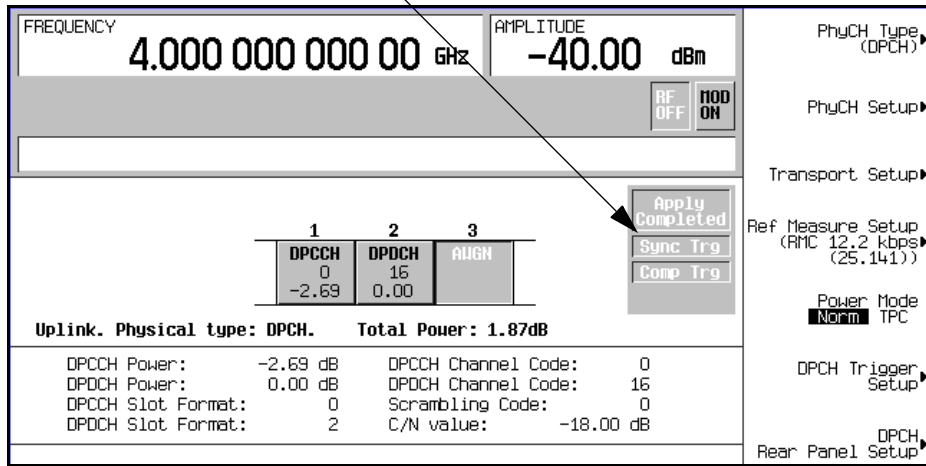 FREQUENCY
4.000 000 000 00 GHz
AMPLITUDE
-40.00 dBm
RF OFF
MOD ON
Apply
Completed
Sync Trg
Comp Trg
1 2 3
DPCCH DPDCH AWGN
0 16
-2.69 0.00
Uplink. Physical type: DPCH. Total Power: 1.87dB
DPCCH Power: -2.69 dB DPCCH Channel Code: 0
DPDCH Power: 0.00 dB DPDCH Channel Code: 16
DPCCH Slot Format: 0 Scrambling Code: 0
DPDCH Slot Format: 2 C/N value: -18.00 dB
PhyCH Type
(DPCH)
PhyCH Setup
Transport Setup
Ref Measure Setup
(RMC 12.2 kbps
(25.141))
Power Mode
Norm TPC
DPCH Trigger
Setup
DPCH
Rear Panel Setup